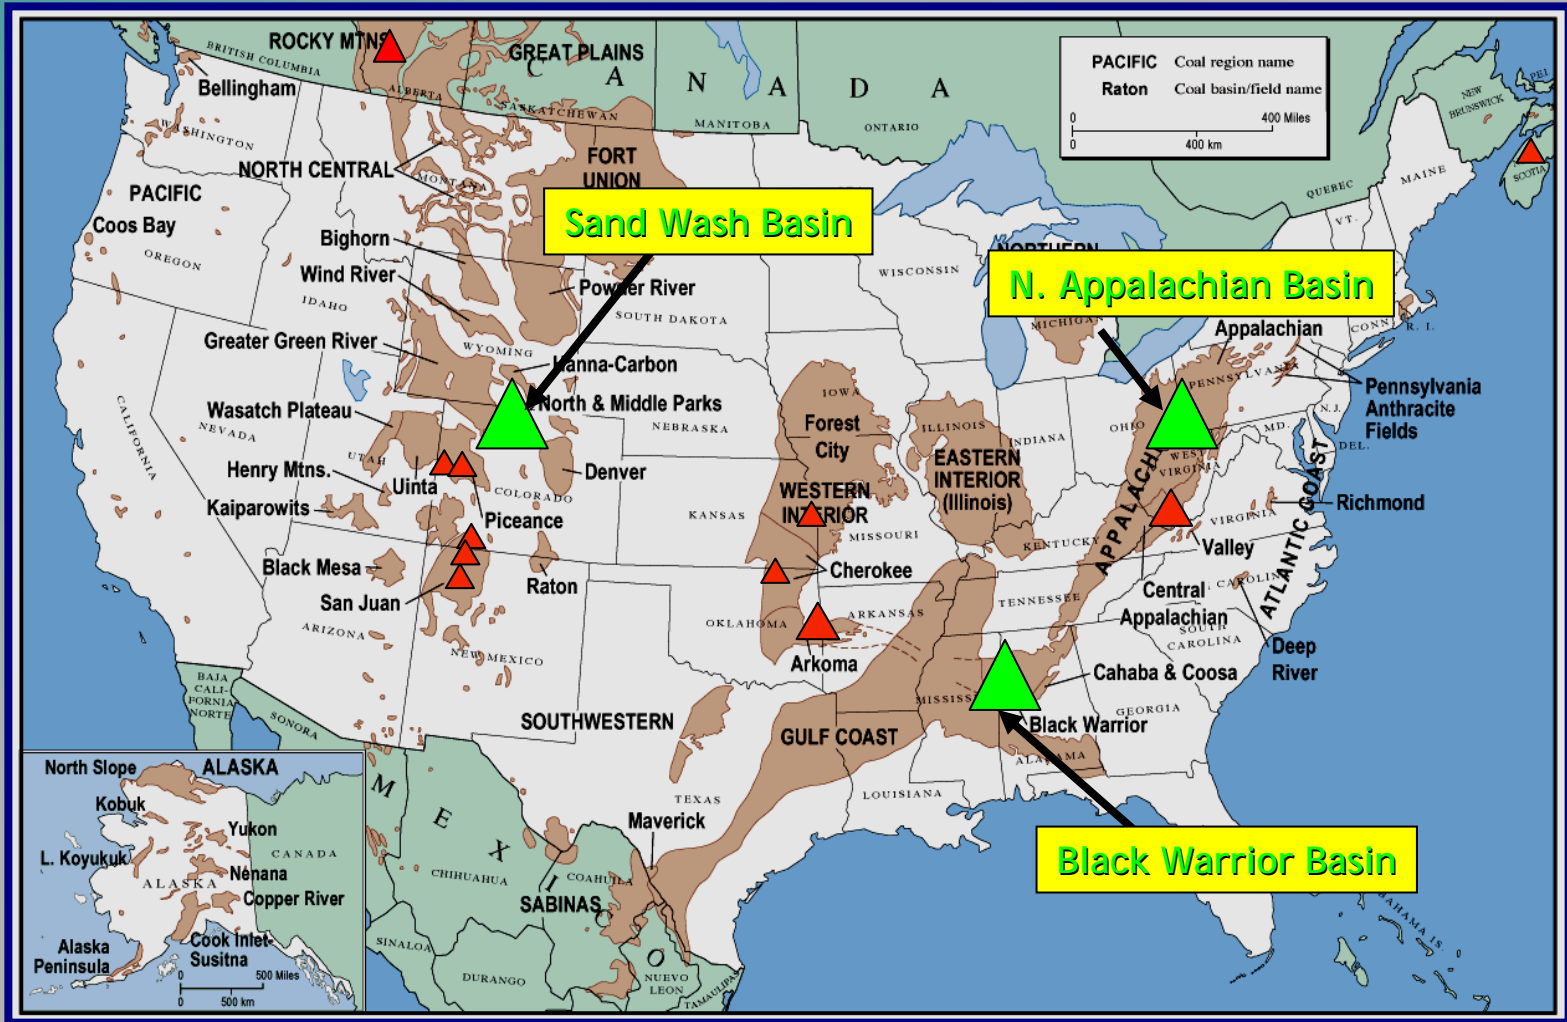 ROCKY MTNS
GREAT PLAINS
BRITISH COLUMBIA
ALBERTA
SASKATCHEWAN
MANITOBA
ONTARIO
QUEBEC
NEW
BRUNSWICK
PEI
SCOTIA
C A N A D A
PACIFIC Coal region name
Raton Coal basin/field name
0 400 Miles
0 400 km
Bellingham
WASHINGTON
NORTH CENTRAL
MONTANA
FORT
UNION
PACIFIC
Coos Bay
OREGON
Sand Wash Basin
Bighorn
Wind River
IDAHO
Powder River
SOUTH DAKOTA
WISCONSIN
NORTHERN
N. Appalachian Basin
MICHIGAN
MAINE
VT.
CONN
R. I.
Appalachian
PENNSYLVANIA
Pennsylvania
Anthracite
Fields
N.J.
MD.
DEL.
Greater Green River
WYOMING
Hanna-Carbon
North & Middle Parks
NEBRASKA
IOWA
Forest
City
ILLINOIS
INDIANA
OHIO
WEST
VIRGINIA
Wasatch Plateau
NEVADA
CALIFORNIA
UTAH
Henry Mtns.
Uinta
Kaiparowits
COLORADO
Denver
Piceance
KANSAS
WESTERN
INTERIOR
MISSOURI
EASTERN
INTERIOR
(Illinois)
KENTUCKY
VIRGINIA
Richmond
Valley
ATLANTIC COAST
Black Mesa
San Juan
Raton
Cherokee
ARIZONA
NEW MEXICO
OKLAHOMA
ARKANSAS
Arkoma
TENNESSEE
Central
Appalachian
CAROLIN
SOUTH
CAROLINA
Deep
River
Cahaba & Coosa
GEORGIA
MISSISS
Black Warrior
ALABAMA
SOUTHWESTERN
GULF COAST
LOUISIANA
TEXAS
Maverick
Black Warrior Basin
BAJA
CALI-
FORNIA
NORTE
SONORA
M E X I C O
CHIHUAHUA
COAHUILA
SABINAS
SINALOA
DURANGO
NUEVO
LEON
TAMAULIPAS
BAHAMA IS.
North Slope
ALASKA
Kobuk
Yukon
L. Koyukuk
CANADA
Nenana
ALASKA
Copper River
Alaska
Peninsula
Cook Inlet-
Susitna
0 500 Miles
0 500 km